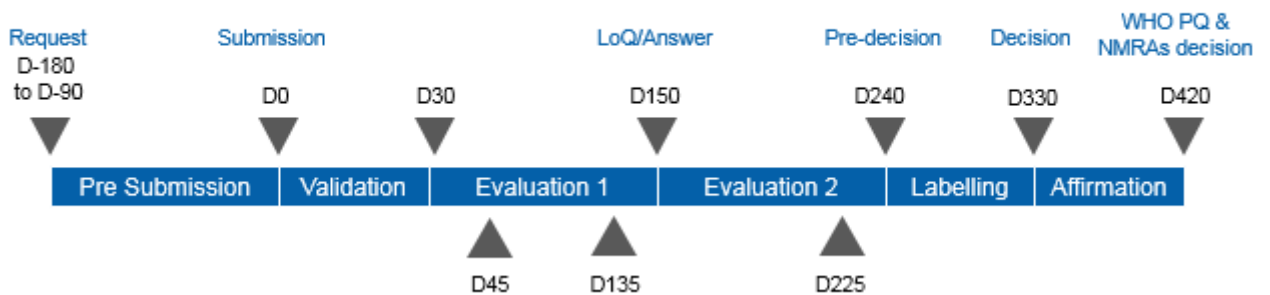 Request
D-180
to D-90
Submission
D0
D30
LoQ/Answer
D150
Pre-decision
D240
Decision
D330
WHO PQ &
NMRAs decision
D420
Pre Submission
Validation
Evaluation 1
Evaluation 2
Labelling
Affirmation
D45
D135
D225